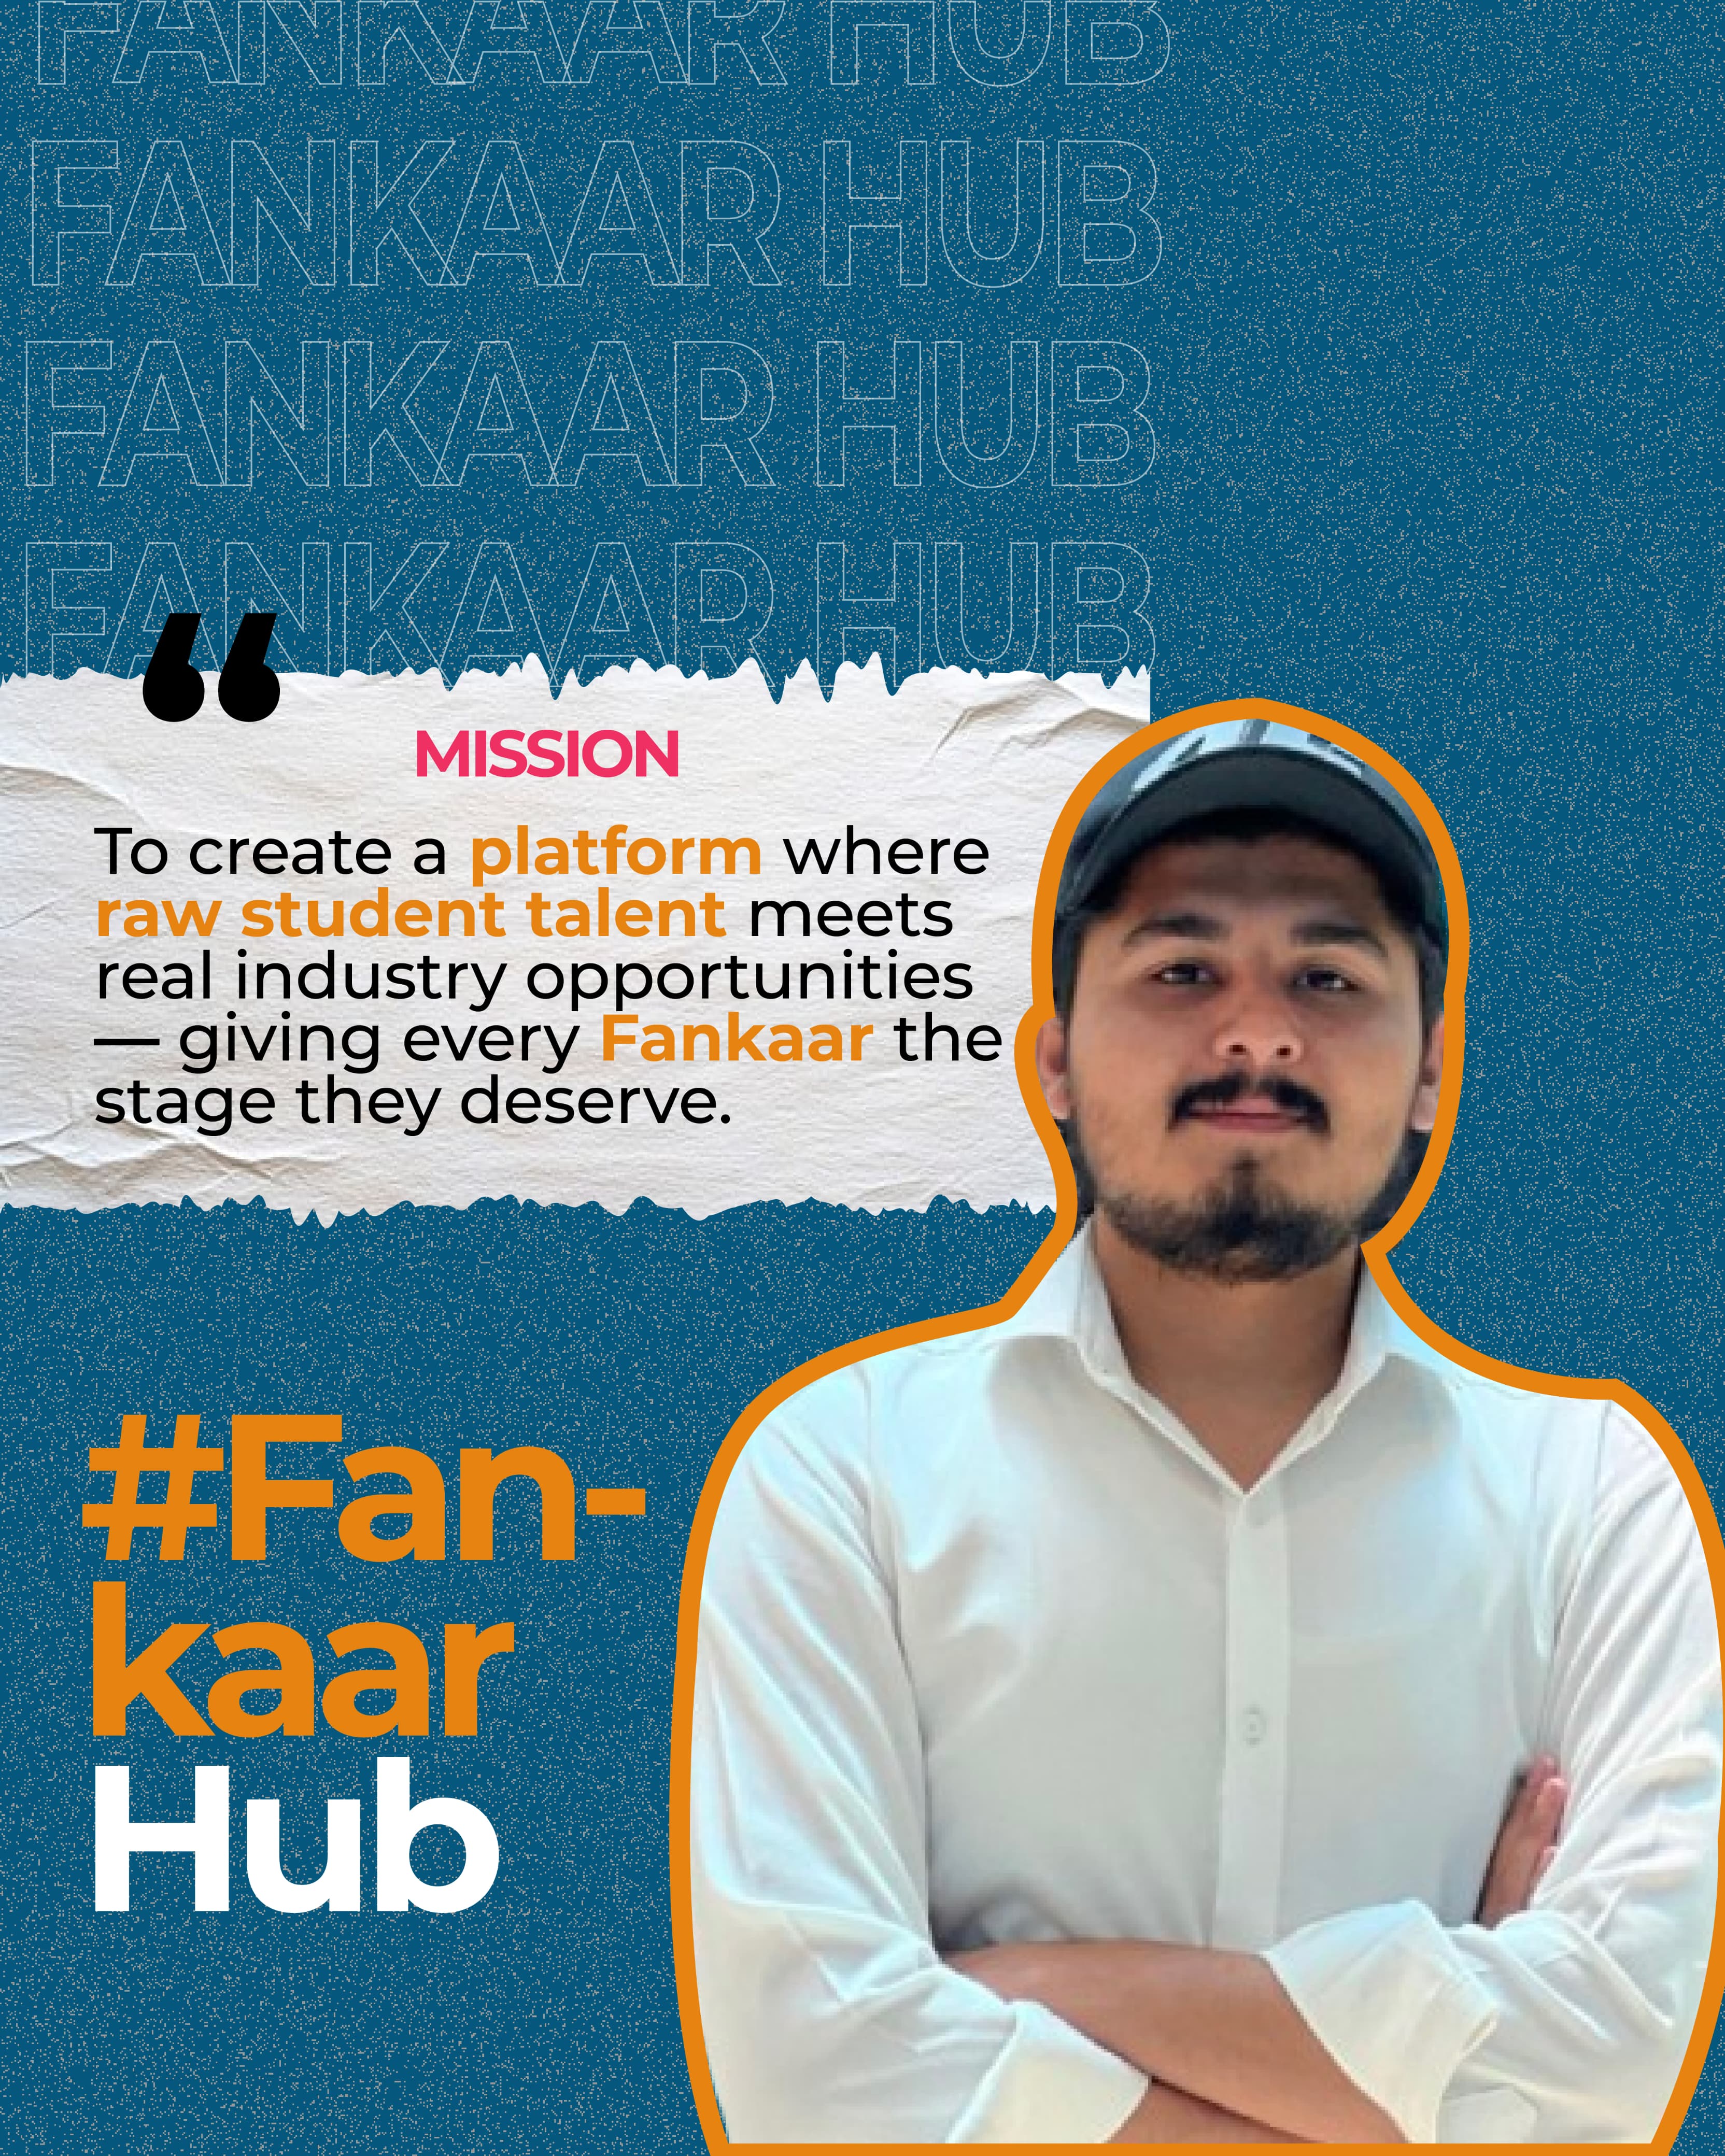 FANKAAR HUB
FANKAAR HUB
FANKAAR HUB
FANKAAR HUB
“
MISSION
To create a platform where
raw student talent meets
real industry opportunities
— giving every Fankaar the
stage they deserve.
#Fan-
kaar
Hub